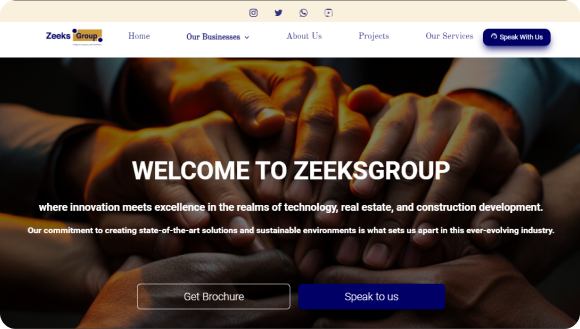 Zeeks Group
Home
Our Businesses
About Us
Projects
Our Services
Speak With Us
WELCOME TO ZEEKSGROUP
where innovation meets excellence in the realms of technology, real estate, and construction development.
Our commitment to creating state-of-the-art solutions and sustainable environments is what sets us apart in this ever-evolving industry.
Get Brochure
Speak to us